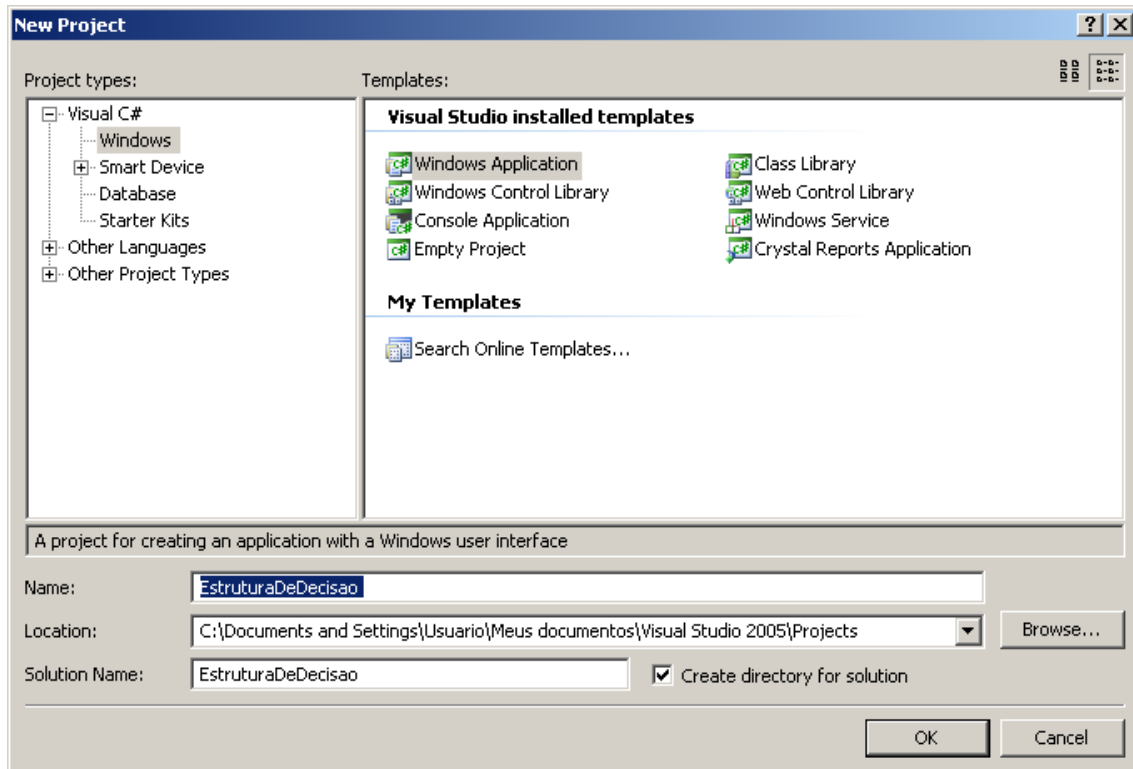 New Project
Project types:
Templates:
Visual C#
Windows
Smart Device
Database
Starter Kits
Other Languages
Other Project Types
Visual Studio installed templates
Windows Application
Class Library
Windows Control Library
Web Control Library
Console Application
Windows Service
Empty Project
Crystal Reports Application
My Templates
Search Online Templates...
A project for creating an application with a Windows user interface
Name:
EstruturaDeDecisao
Location:
C:\Documents and Settings\Usuario\Meus documentos\Visual Studio 2005\Projects
Browse...
Solution Name:
EstruturaDeDecisao
Create directory for solution
OK
Cancel